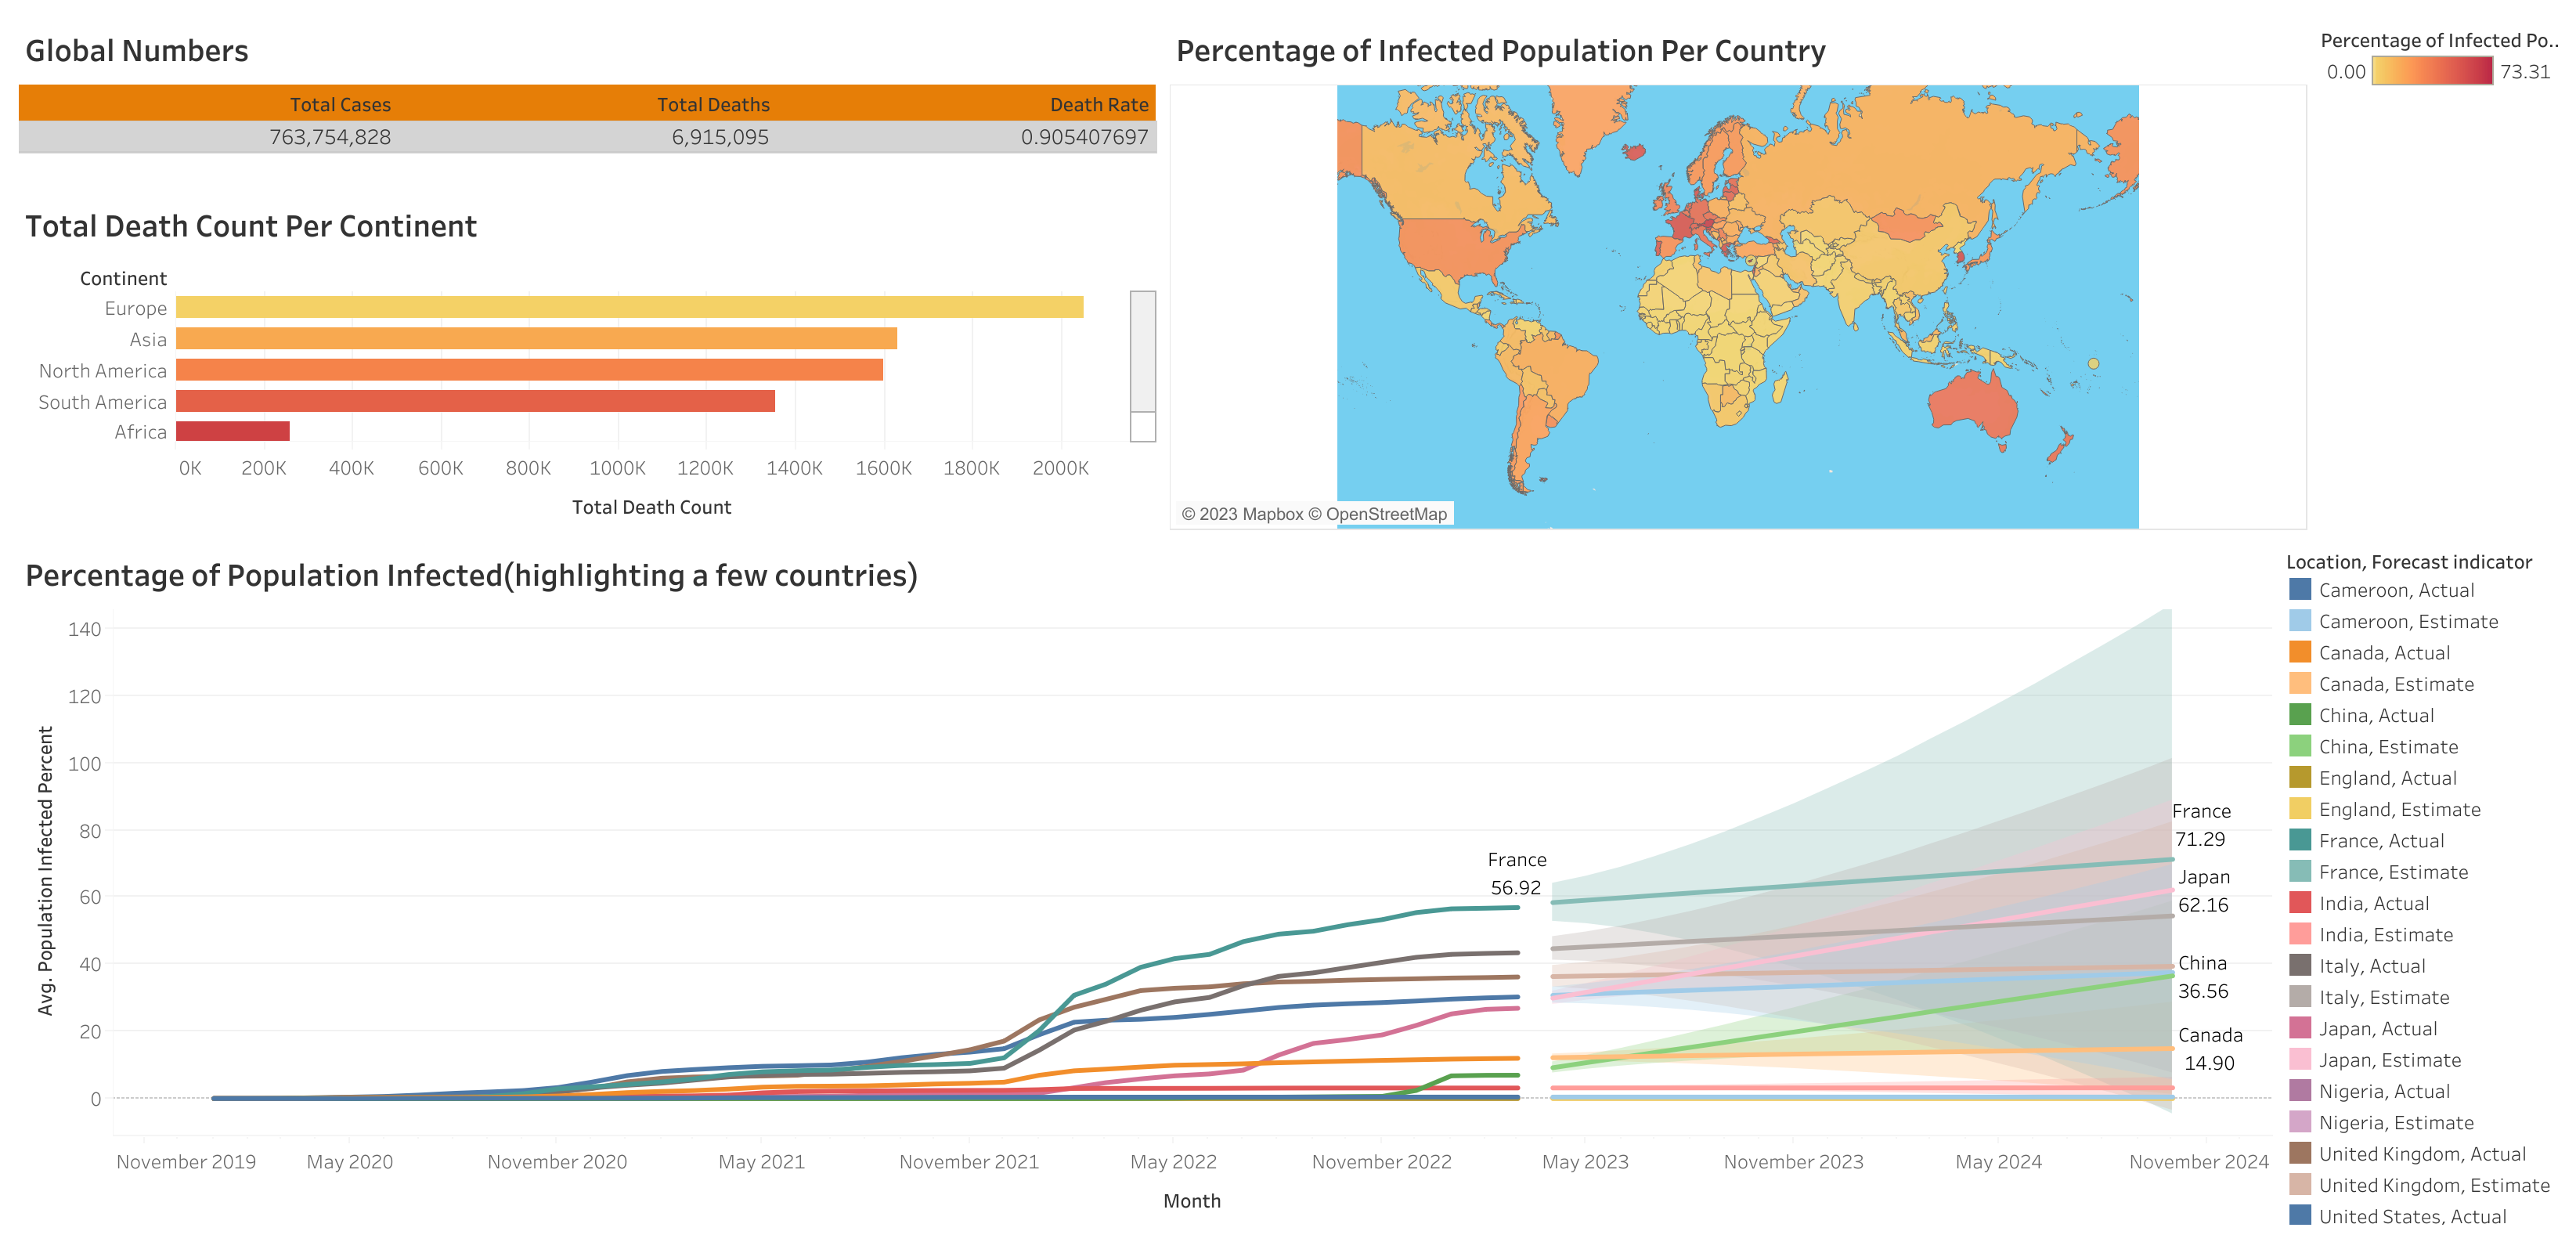 Global Numbers
Total Cases Total Deaths Death Rate
763,754,828 6,915,095 0.905407697
Total Death Count Per Continent
Continent
Europe
Asia
North America
South America
Africa
0K 200K 400K 600K 800K 1000K 1200K 1400K 1600K 1800K 2000K
Total Death Count
Percentage of Infected Population Per Country
© 2023 Mapbox © OpenStreetMap
Percentage of Infected Po..
0.00 73.31
Percentage of Population Infected(highlighting a few countries)
Avg. Population Infected Percent
140
120
100
80
60
40
20
0
France
56.92
France
71.29
Japan
62.16
China
36.56
Canada
14.90
November 2019 May 2020 November 2020 May 2021 November 2021 May 2022 November 2022 May 2023 November 2023 May 2024 November 2024
Month
Location, Forecast indicator
Cameroon, Actual
Cameroon, Estimate
Canada, Actual
Canada, Estimate
China, Actual
China, Estimate
England, Actual
England, Estimate
France, Actual
France, Estimate
India, Actual
India, Estimate
Italy, Actual
Italy, Estimate
Japan, Actual
Japan, Estimate
Nigeria, Actual
Nigeria, Estimate
United Kingdom, Actual
United Kingdom, Estimate
United States, Actual